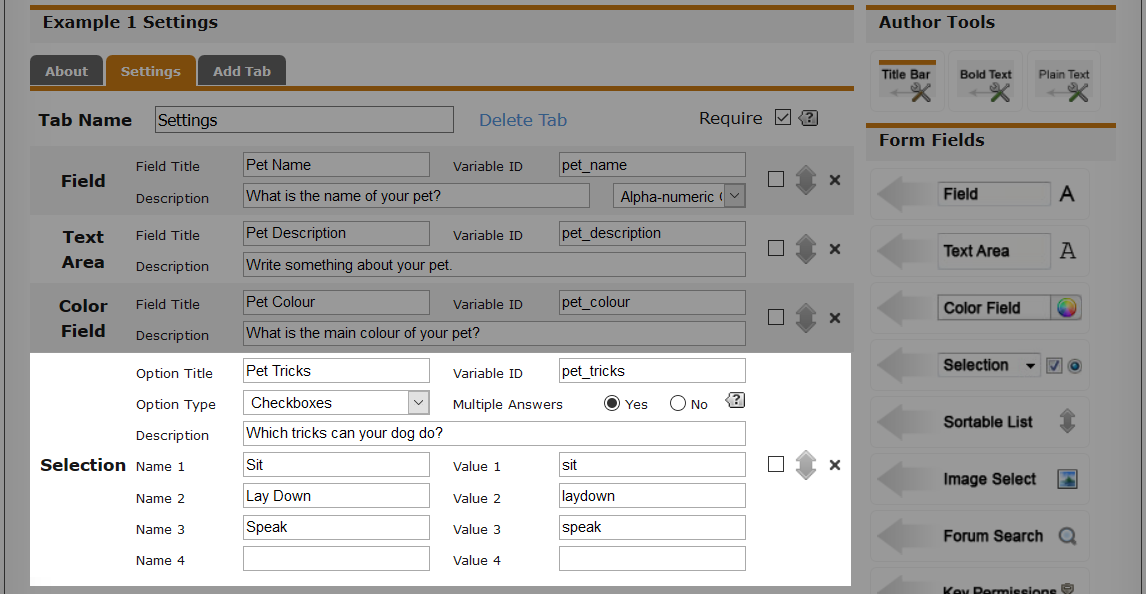 Example 1 Settings
About
Settings
Add Tab
Tab Name
Settings
Delete Tab
Require
?
Field
Field Title
Pet Name
Variable ID
pet_name
Description
What is the name of your pet?
Alpha-numeric
Text Area
Field Title
Pet Description
Variable ID
pet_description
Description
Write something about your pet.
Color Field
Field Title
Pet Colour
Variable ID
pet_colour
Description
What is the main colour of your pet?
Selection
Option Title
Pet Tricks
Variable ID
pet_tricks
Option Type
Checkboxes
Multiple Answers
Yes
No
?
Description
Which tricks can your dog do?
Name 1
Sit
Value 1
sit
Name 2
Lay Down
Value 2
laydown
Name 3
Speak
Value 3
speak
Name 4
Value 4
Author Tools
Title Bar
Bold Text
Plain Text
Form Fields
Field
A
Text Area
A
Color Field
Selection
Sortable List
Image Select
Forum Search
Key Permissions